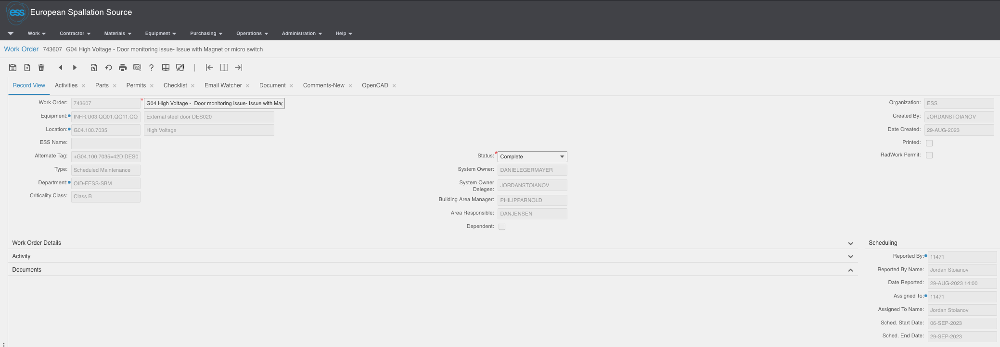 ess European Spallation Source
Work Contractor Materials Equipment Purchasing Operations Administration Help
Work Order 743607 G04 High Voltage - Door monitoring issue- Issue with Magnet or micro switch
Record View Activities Parts Permits Checklist Email Watcher Document Comments-New OpenCAD
Work Order: 743607 * G04 High Voltage - Door monitoring issue- Issue with Mag
Equipment: INFR.U03.QQ01.QQ11.QQ External steel door DES020
Location: G04.100.7035 High Voltage
ESS Name:
Alternate Tag: +G04.100.7035=42D:DES0
Type: Scheduled Maintenance
Department: OID-FESS-SBM
Criticality Class: Class B
Status: * Complete
System Owner: DANIELEGERMAYER
System Owner
Delegee: JORDANSTOIANOV
Building Area Manager: PHILIPPARNOLD
Area Responsible: DANJENSEN
Dependent:
Organization: ESS
Created By: JORDANSTOIANOV
Date Created: 29-AUG-2023
Printed:
RadWork Permit:
Work Order Details
Activity
Documents
Scheduling
Reported By: 11471
Reported By Name: Jordan Stoianov
Date Reported: 29-AUG-2023 14:00
Assigned To: 11471
Assigned To Name: Jordan Stoianov
Sched. Start Date: 06-SEP-2023
Sched. End Date: 29-SEP-2023